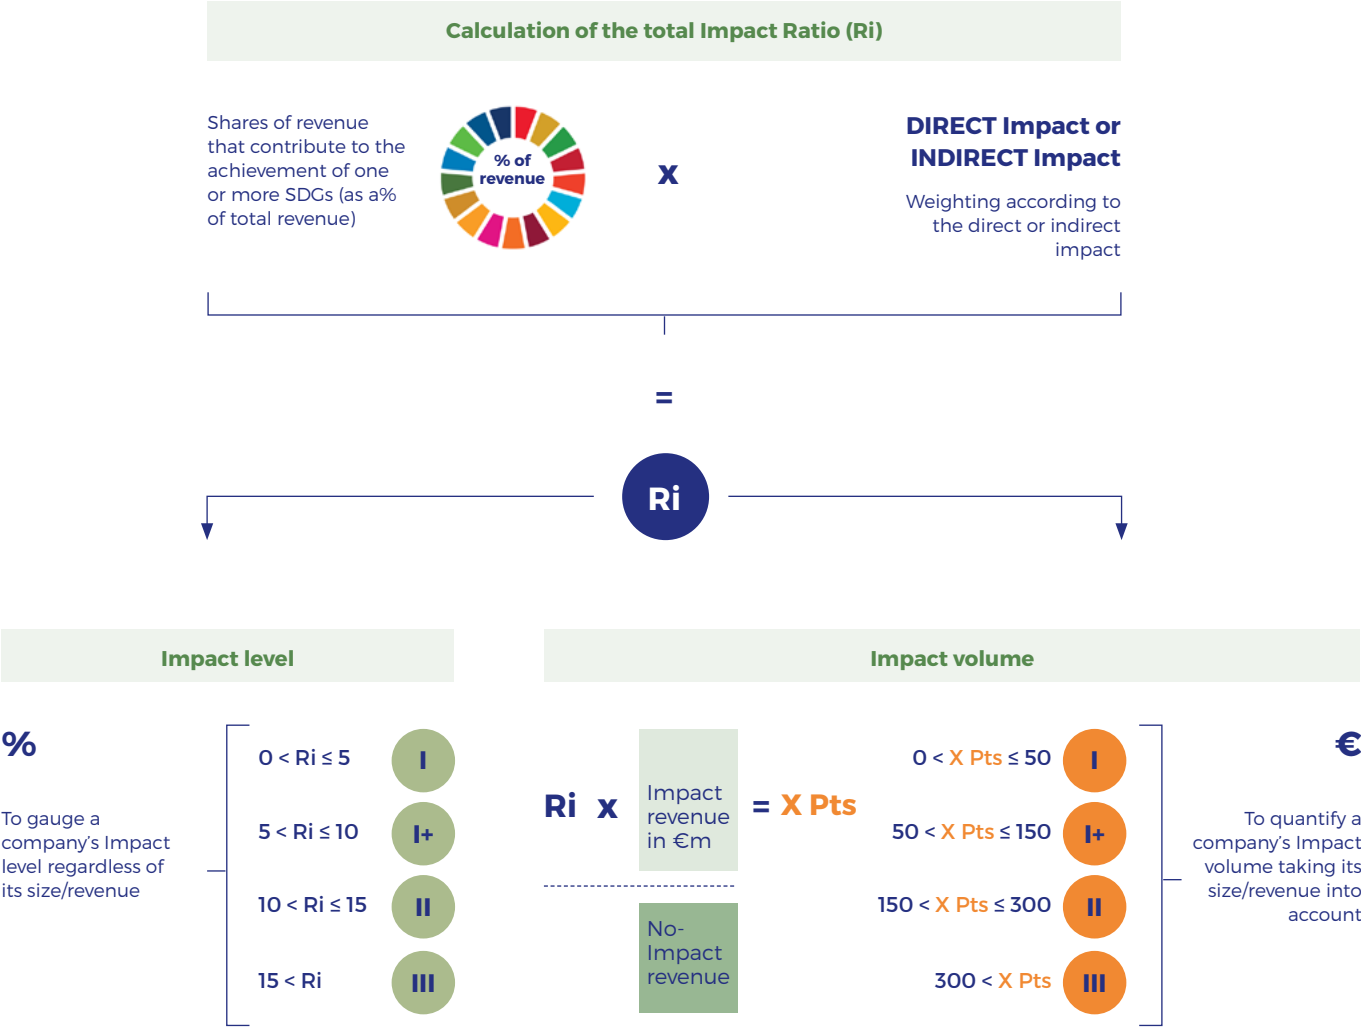 Calculation of the total Impact Ratio (Ri)
Shares of revenue
that contribute to the
achievement of one
or more SDGs (as a%
of total revenue)
% of
revenue
x
DIRECT Impact or
INDIRECT Impact
Weighting according to
the direct or indirect
impact
=
Ri
Impact level
%
To gauge a
company's Impact
level regardless of
its size/revenue
0 < Ri ≤ 5
I
5 < Ri ≤ 10
I+
10 < Ri ≤ 15
II
15 < Ri
III
Impact volume
Ri x
Impact
revenue
in €m
= X Pts
No-
Impact
revenue
0 < X Pts ≤ 50
I
50 < X Pts ≤ 150
I+
150 < X Pts ≤ 300
II
300 < X Pts
III
€
To quantify a
company's Impact
volume taking its
size/revenue into
account